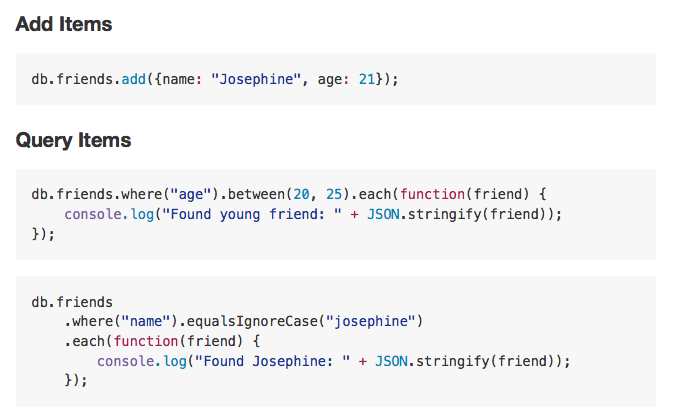 Add Items
db.friends.add({name: "Josephine", age: 21});
Query Items
db.friends.where("age").between(20, 25).each(function(friend) {
    console.log("Found young friend: " + JSON.stringify(friend));
});
db.friends
    .where("name").equalsIgnoreCase("josephine")
    .each(function(friend) {
        console.log("Found Josephine: " + JSON.stringify(friend));
    });